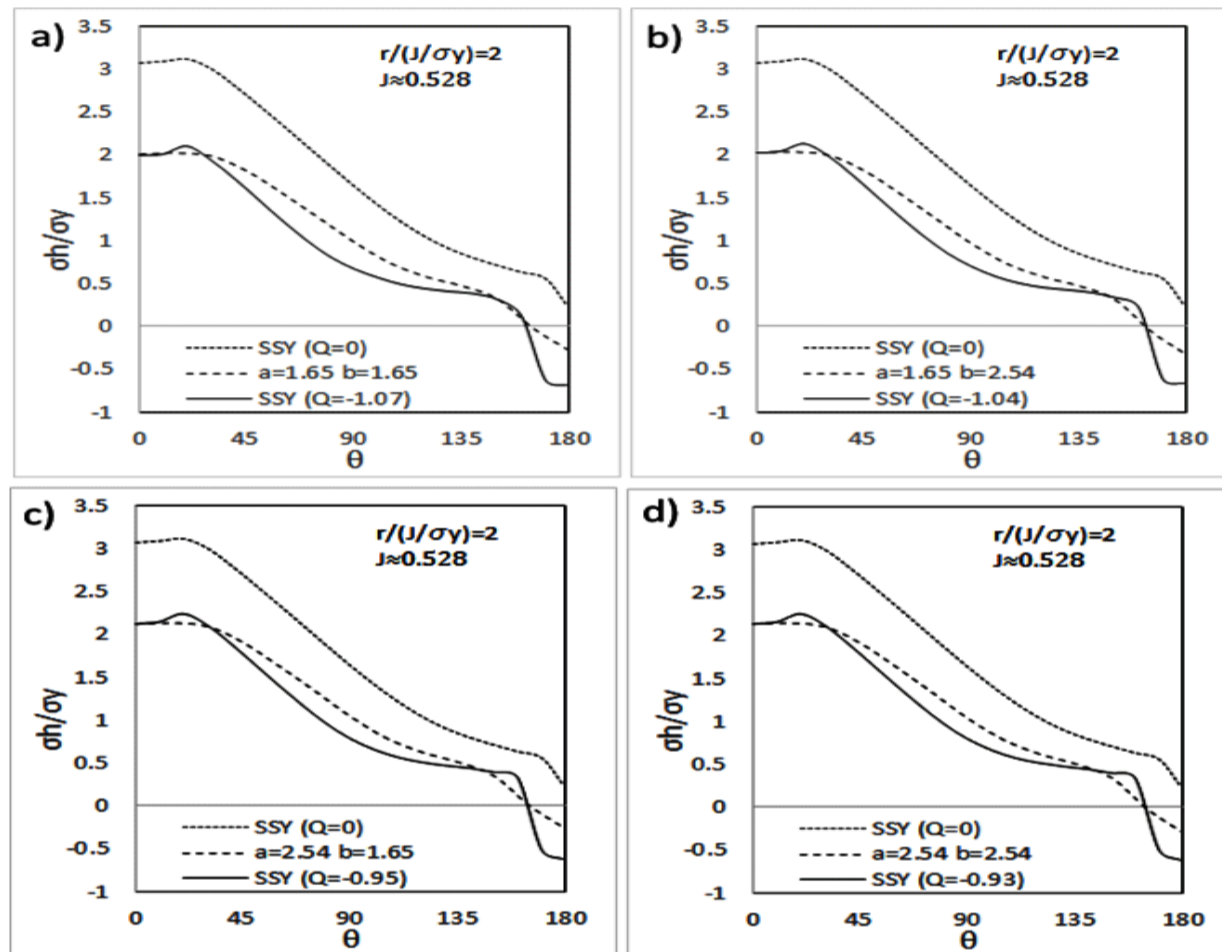 a)
r/(J/σy)=2
J≈0.528
3.5
3
2.5
2
1.5
1
0.5
0
-0.5
-1
σh/σy
SSY (Q=0)
a=1.65 b=1.65
SSY (Q=-1.07)
0 45 90 135 180
θ
b)
r/(J/σy)=2
J≈0.528
3.5
3
2.5
2
1.5
1
0.5
0
-0.5
-1
σh/σy
SSY (Q=0)
a=1.65 b=2.54
SSY (Q=-1.04)
0 45 90 135 180
θ
c)
r/(J/σy)=2
J≈0.528
3.5
3
2.5
2
1.5
1
0.5
0
-0.5
-1
σh/σy
SSY (Q=0)
a=2.54 b=1.65
SSY (Q=-0.95)
0 45 90 135 180
θ
d)
r/(J/σy)=2
J≈0.528
3.5
3
2.5
2
1.5
1
0.5
0
-0.5
-1
σh/σy
SSY (Q=0)
a=2.54 b=2.54
SSY (Q=-0.93)
0 45 90 135 180
θ